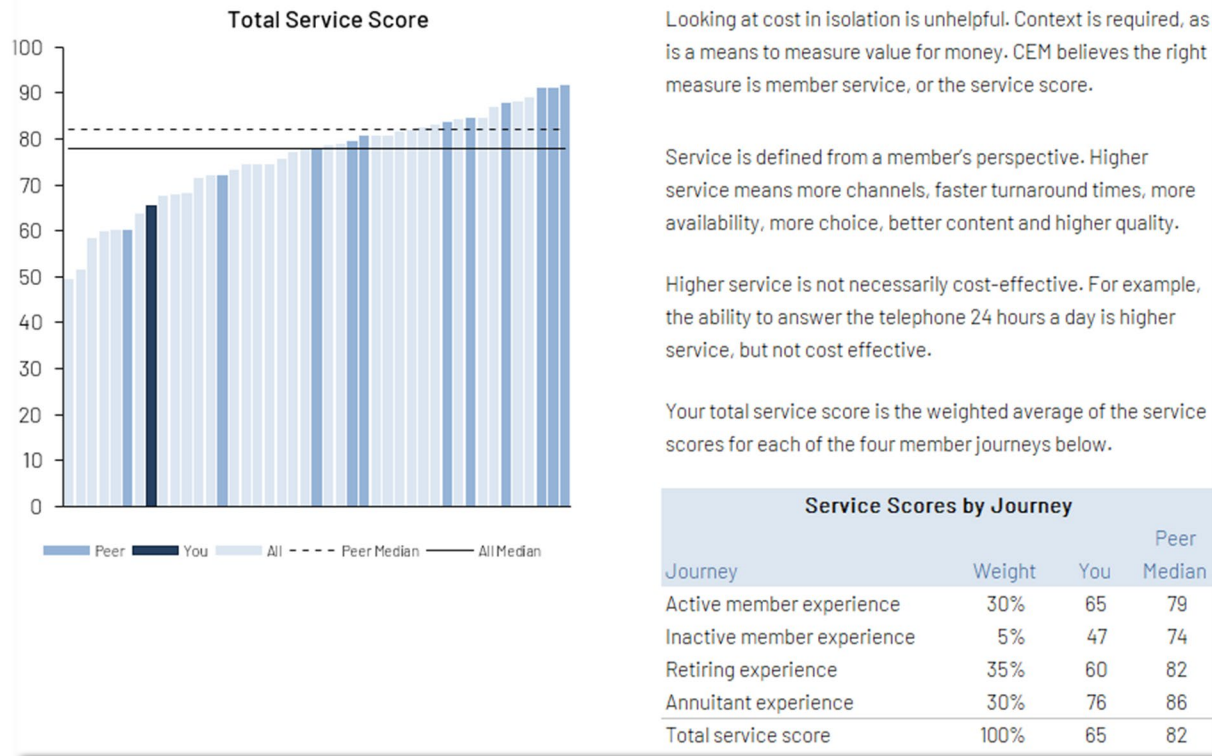 Total Service Score
100
90
80
70
60
50
40
30
20
10
0
Peer You All Peer Median All Median
Looking at cost in isolation is unhelpful. Context is required, as
is a means to measure value for money. CEM believes the right
measure is member service, or the service score.
Service is defined from a member's perspective. Higher
service means more channels, faster turnaround times, more
availability, more choice, better content and higher quality.
Higher service is not necessarily cost-effective. For example,
the ability to answer the telephone 24 hours a day is higher
service, but not cost effective.
Your total service score is the weighted average of the service
scores for each of the four member journeys below.
Service Scores by Journey
Peer
Journey Weight You Median
Active member experience 30% 65 79
Inactive member experience 5% 47 74
Retiring experience 35% 60 82
Annuitant experience 30% 76 86
Total service score 100% 65 82